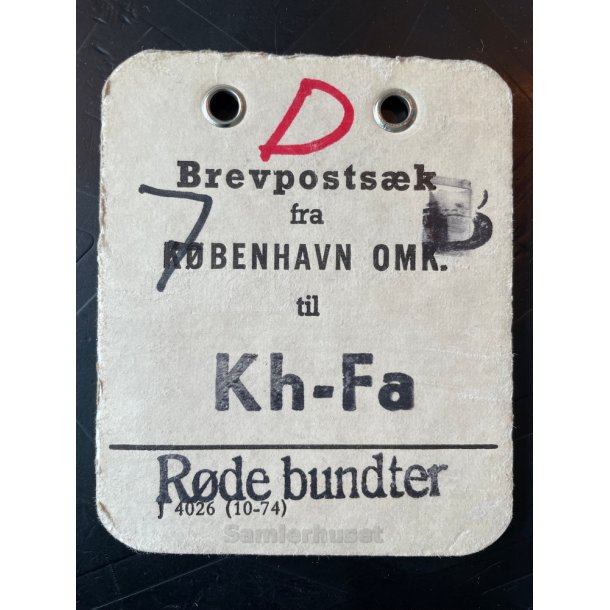 D
Brevpostsæk
7
fra
B
KØBENHAVN OMK.
til
Kh-Fa
Røde bundter
J 4026 (10-74)
Samlerhuset